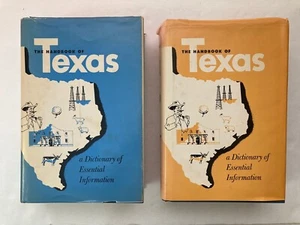 THE HANDBOOK OF
Texas
a Dictionary of
Essential
Information
THE HANDBOOK OF
Texas
a Dictionary of
Essential
Information